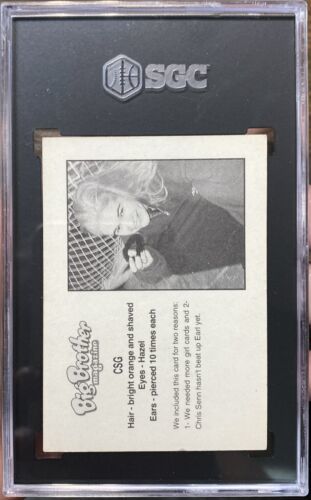 SGC
Big Brother
magazine
CSG
Hair - bright orange and shaved
Eyes - Hazel
Ears - pierced 10 times each
We included this card for two reasons:
1- We needed more girl cards and 2-
Chris Senn hasn't beat up Earl yet.